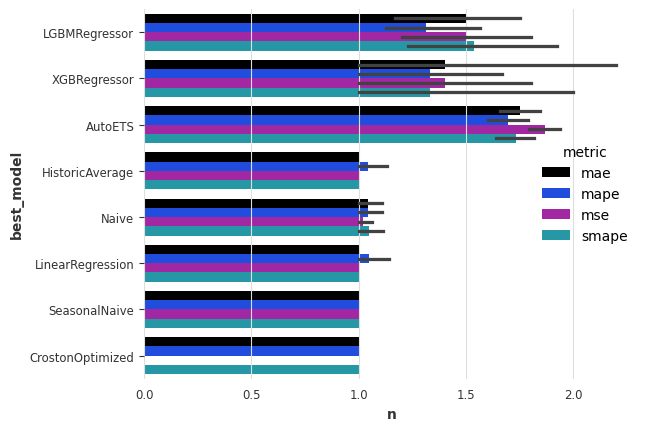 LGBMRegressor
XGBRegressor
AutoETS
HistoricAverage
Naive
LinearRegression
SeasonalNaive
CrostonOptimized
best_model
metric
mae
mape
mse
smape
0.0 0.5 1.0 1.5 2.0
n